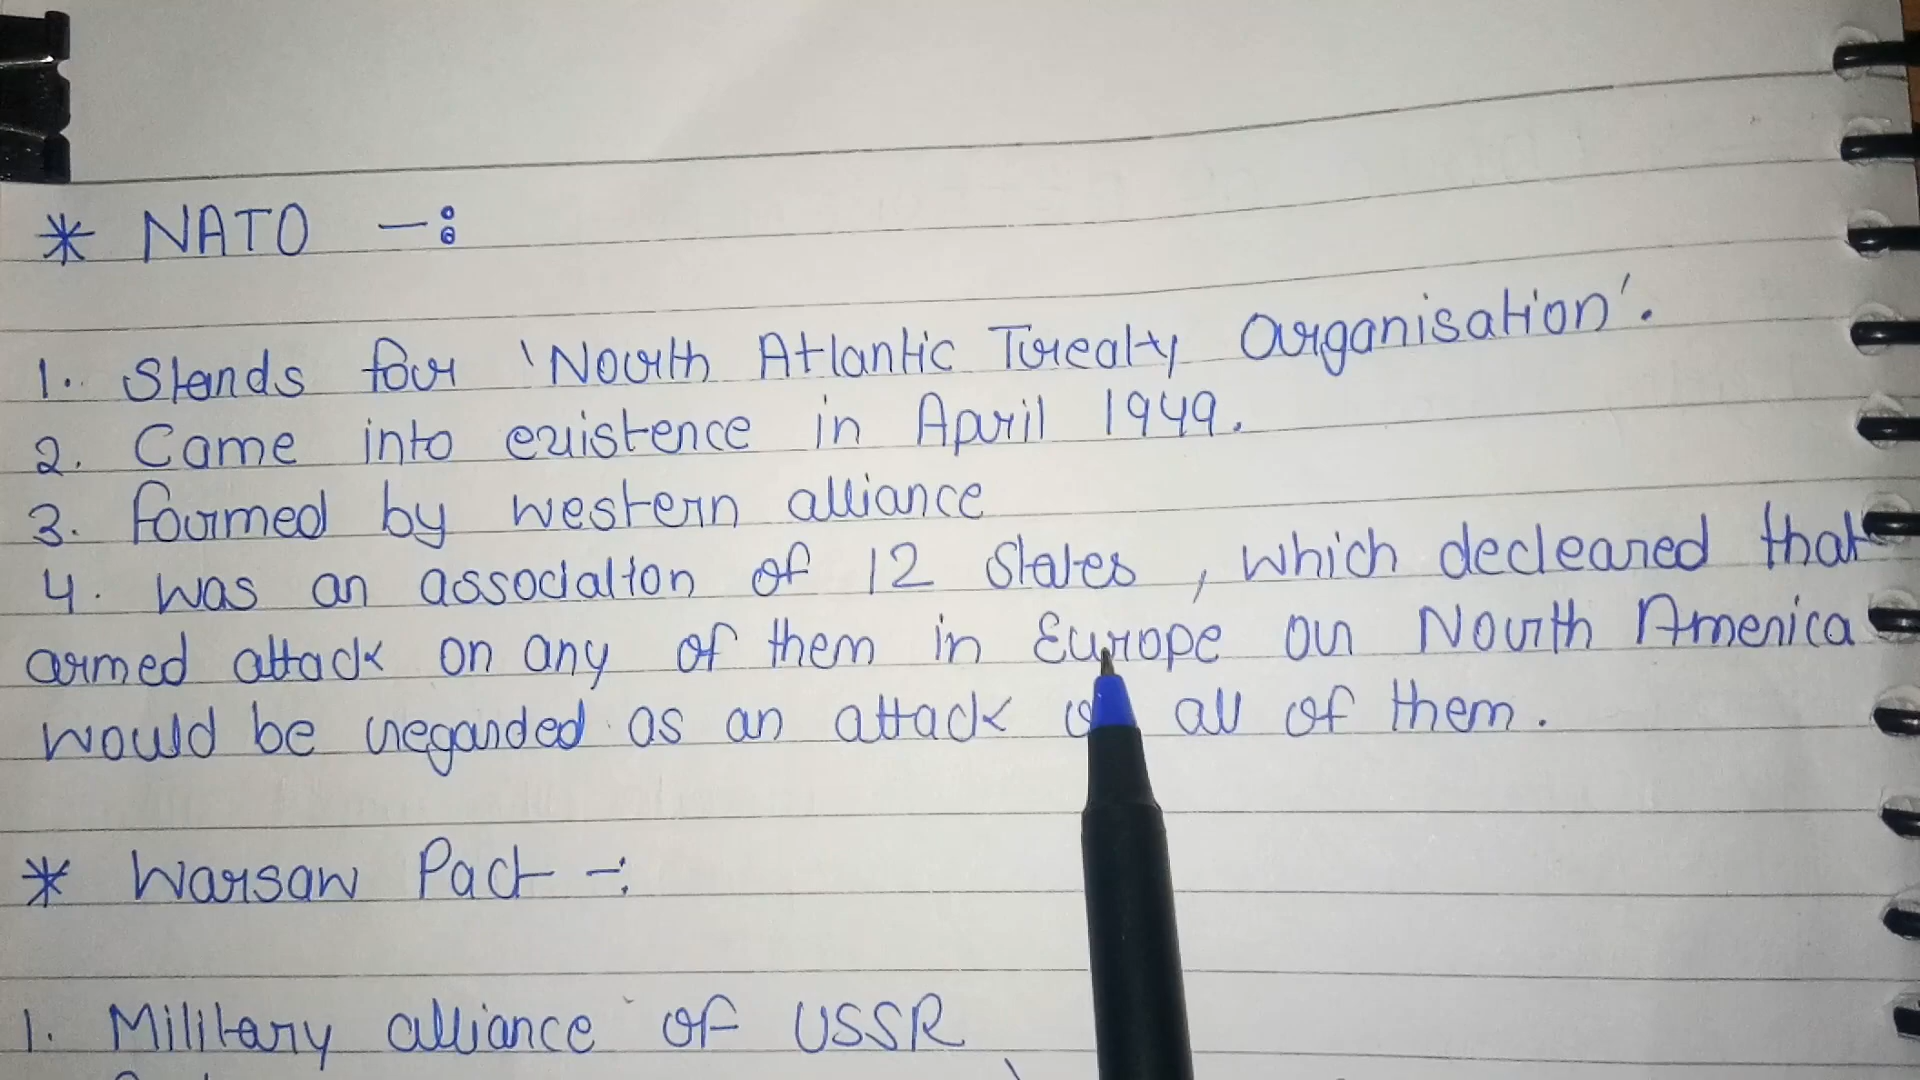 * NATO -:
1. Stands for 'North Atlantic Treaty Organisation'.
2. Came into existence in April 1949.
3. formed by western alliance
4. was an association of 12 States, which decleared that
armed attack on any of them in Europe or North America
would be regarded as an attack all of them.
* Warsaw Pact -:
1. Military alliance of USSR